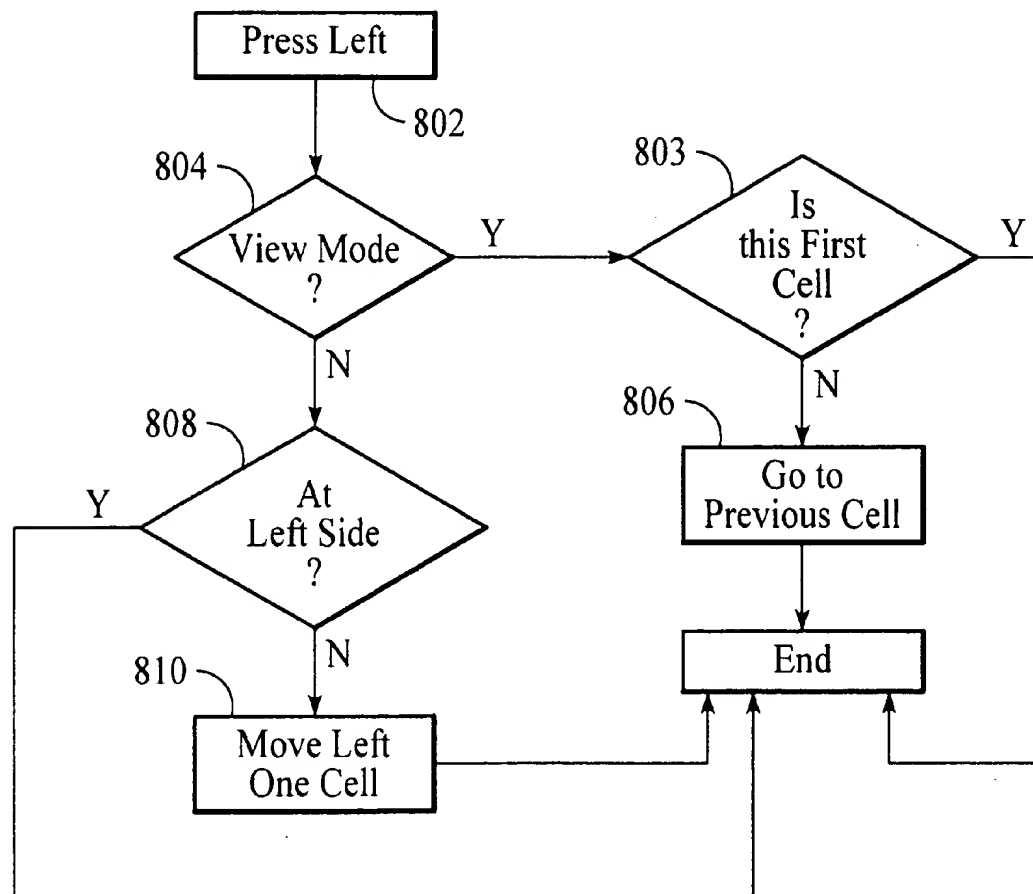 Press Left
802
804
View Mode
?
Y
N
803
Is
this First
Cell
?
Y
N
806
Go to
Previous Cell
808
At
Left Side
?
Y
N
810
Move Left
One Cell
End